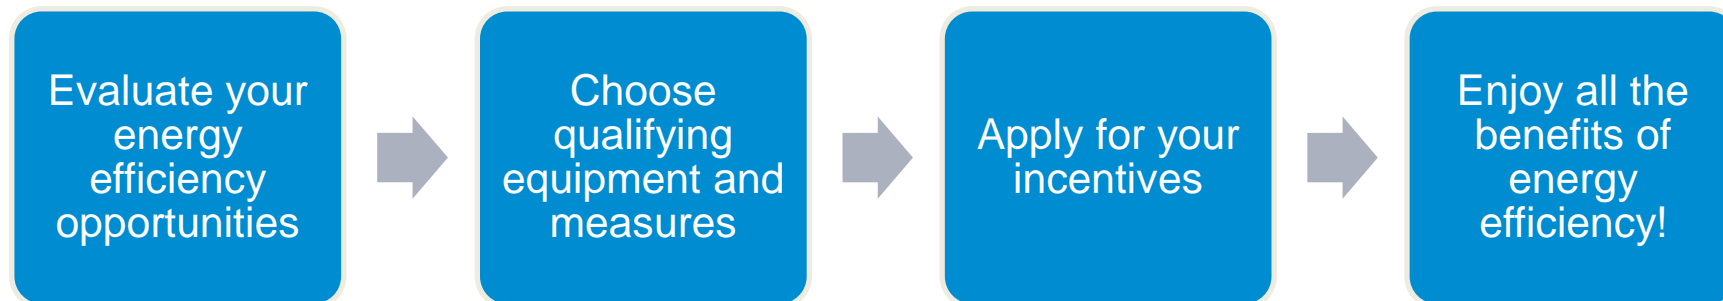 Evaluate your
energy
efficiency
opportunities
Choose
qualifying
equipment and
measures
Apply for your
incentives
Enjoy all the
benefits of
energy
efficiency!